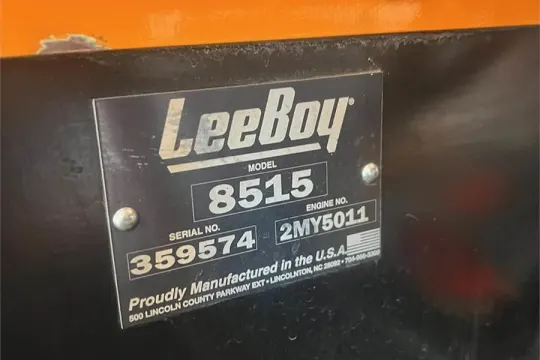 LeeBoy®
MODEL
8515
SERIAL NO.
359574
ENGINE NO.
2MY5011
Proudly Manufactured in the U.S.A.
500 LINCOLN COUNTY PARKWAY EXT • LINCOLNTON, NC 28092 •